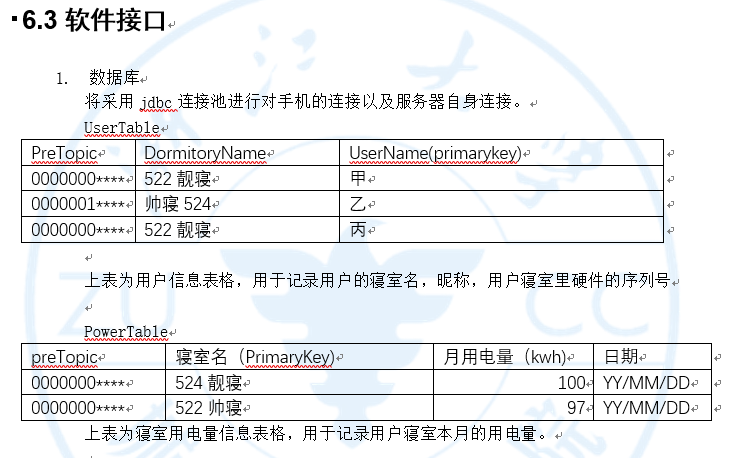 6.3 软件接口
1. 数据库
将采用 jdbc 连接池进行对手机的连接以及服务器自身连接。
UserTable
PreTopic DormitoryName UserName(primarykey)
0000000**** 522 靓寝 甲
0000001**** 帅寝 524 乙
0000000**** 522 靓寝 丙
上表为用户信息表格，用于记录用户的寝室名，昵称，用户寝室里硬件的序列号
PowerTable
preTopic 寝室名（PrimaryKey) 月用电量（kwh) 日期
0000000**** 524 靓寝 100 YY/MM/DD
0000000**** 522 帅寝 97 YY/MM/DD
上表为寝室用电量信息表格，用于记录用户寝室本月的用电量。